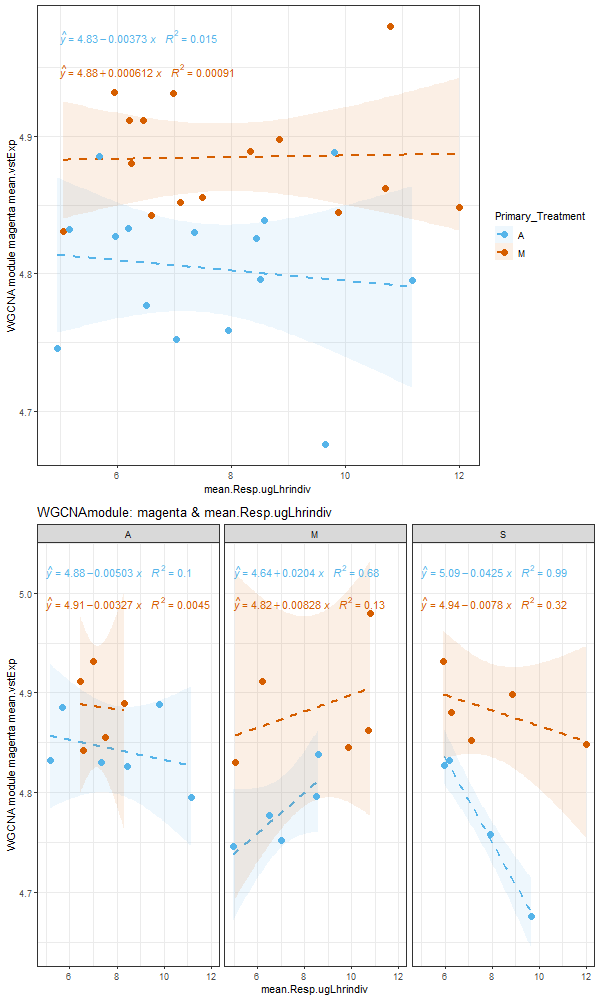 ŷ = 4.83 − 0.00373 x   R² = 0.015
ŷ = 4.88 + 0.000612 x   R² = 0.00091
4.9
4.8
4.7
WGCNA module magenta mean.vstExp
6 8 10 12
mean.Resp.ugLhrindiv
Primary_Treatment
A
M
WGCNAmodule: magenta & mean.Resp.ugLhrindiv
A M S
ŷ = 4.88 − 0.00503 x   R² = 0.1
ŷ = 4.91 − 0.00327 x   R² = 0.0045
ŷ = 4.64 + 0.0204 x   R² = 0.68
ŷ = 4.82 + 0.00828 x   R² = 0.13
ŷ = 5.09 − 0.0425 x   R² = 0.99
ŷ = 4.94 − 0.0078 x   R² = 0.32
5.0
4.9
4.8
4.7
WGCNA module magenta mean.vstExp
6 8 10 12 6 8 10 12 6 8 10 12
mean.Resp.ugLhrindiv